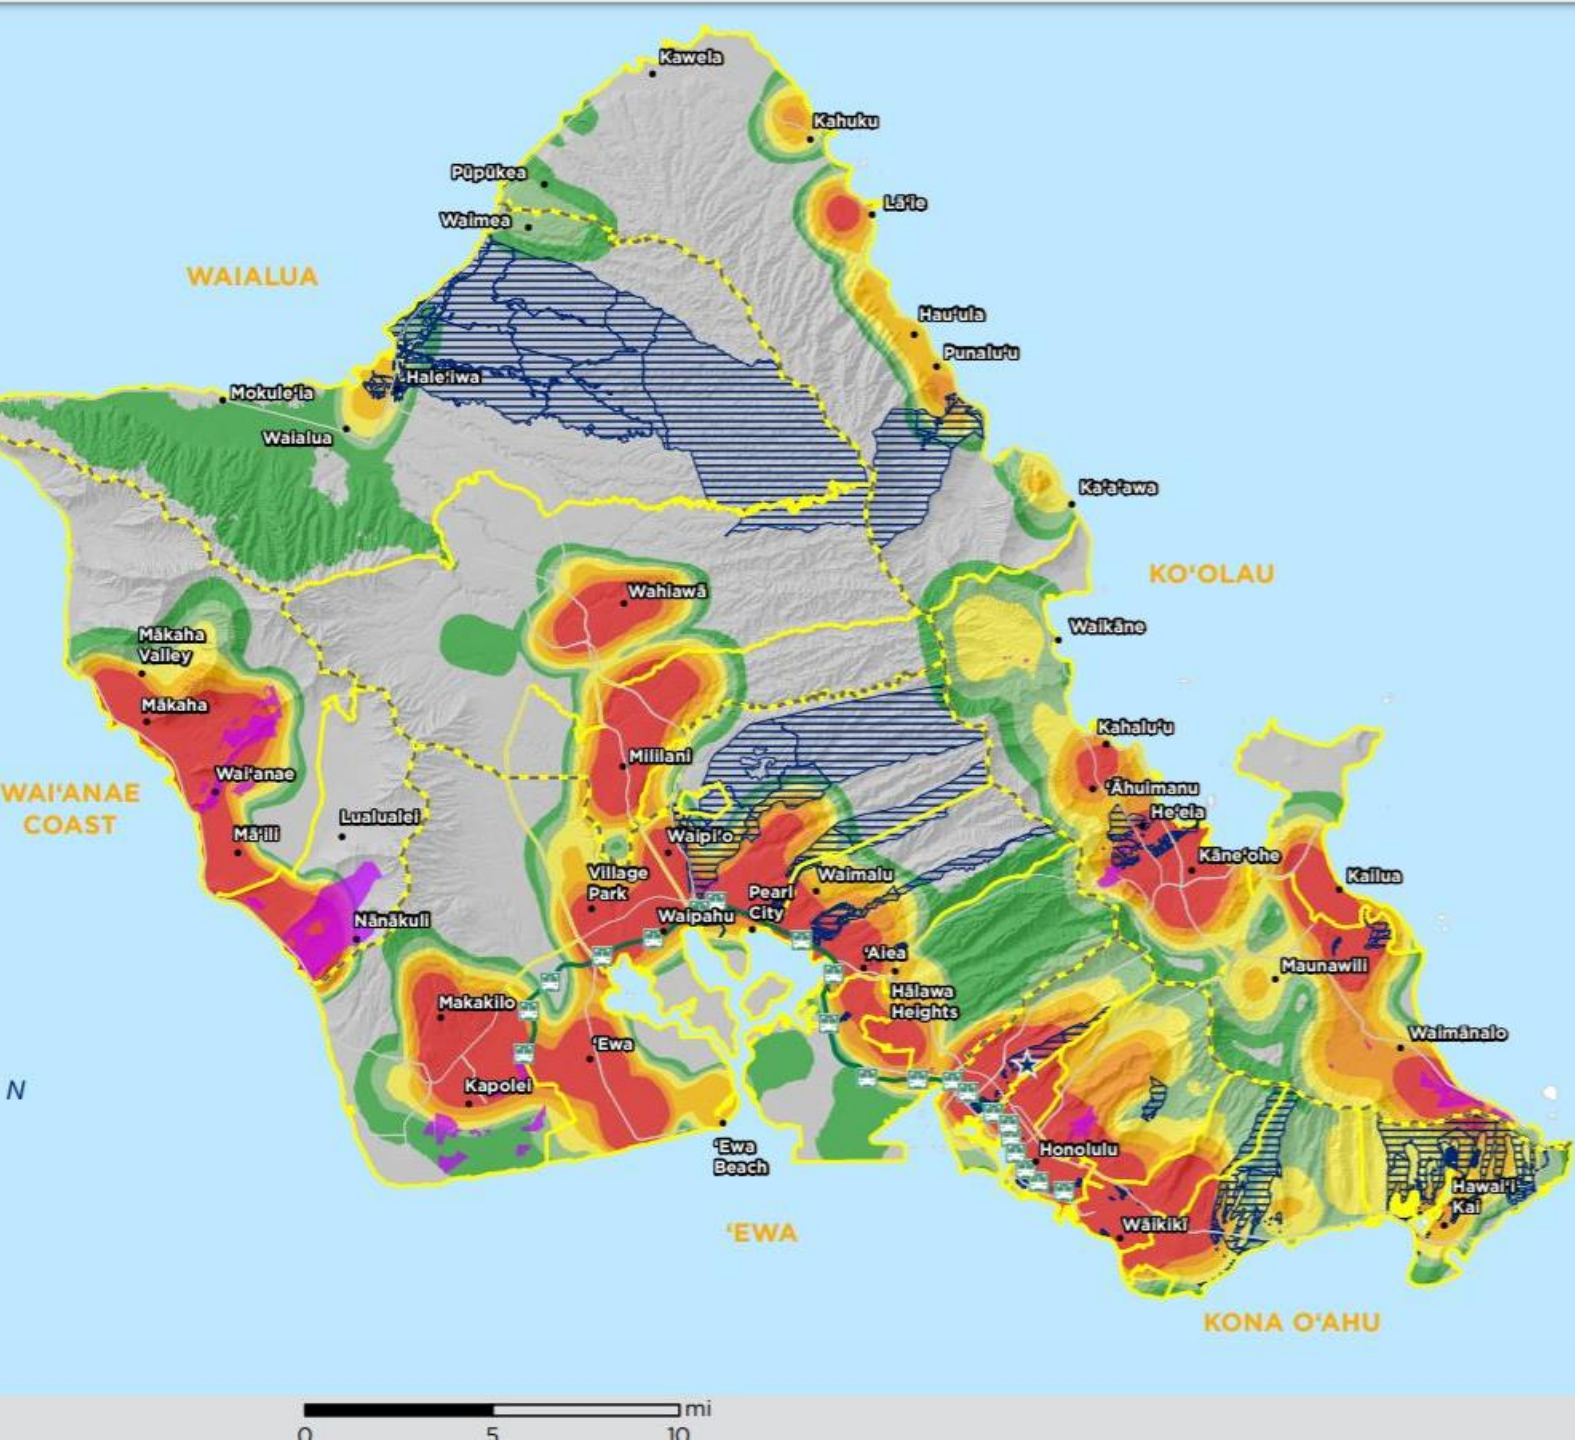 Kawela
Kahuku
Pūpūkea
Lā‘ie
Waimea
WAIALUA
Hau‘ula
Punalu‘u
Hale‘iwa
Mokulē‘ia
Waialua
Ka‘a‘awa
KO‘OLAU
Wahiawā
Waikāne
Mākaha
Valley
Mākaha
Kahalu‘u
Mililani
Wai‘anae
‘Āhuimanu
WAI‘ANAE
COAST
He‘eia
Lualualei
Mā‘ili
Waipi‘o
Kāne‘ohe
Village
Park
Waimalu
Kailua
Pearl
City
Nānākuli
Waipahu
‘Aiea
Maunawili
Makakilo
Hālawa
Heights
Waimānalo
‘Ewa
Kapolei
N
‘Ewa
Beach
Honolulu
Hawai‘i
Kai
Wāikikī
‘EWA
KONA O‘AHU
mi
0 5 10